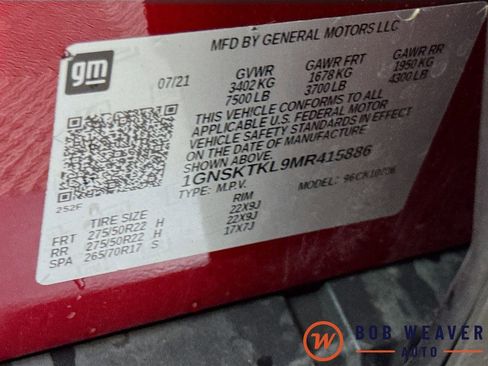 MFD BY GENERAL MOTORS LLC
gm
07/21
GVWR GAWR FRT GAWR RR
3402 KG 1678 KG 1950 KG
7500 LB 3700 LB 4300 LB
THIS VEHICLE CONFORMS TO ALL
APPLICABLE U.S. FEDERAL MOTOR
VEHICLE SAFETY STANDARDS IN EFFECT
ON THE DATE OF MANUFACTURE
SHOWN ABOVE.
1GNSKTKL9MR415886
TYPE: M.P.V. MODEL:
252F
TIRE SIZE RIM
FRT 275/50R22 H 22X9J
RR 275/50R22 H 22X9J
SPA 265/70R17 S 17X7J
BOB WEAVER
AUTO